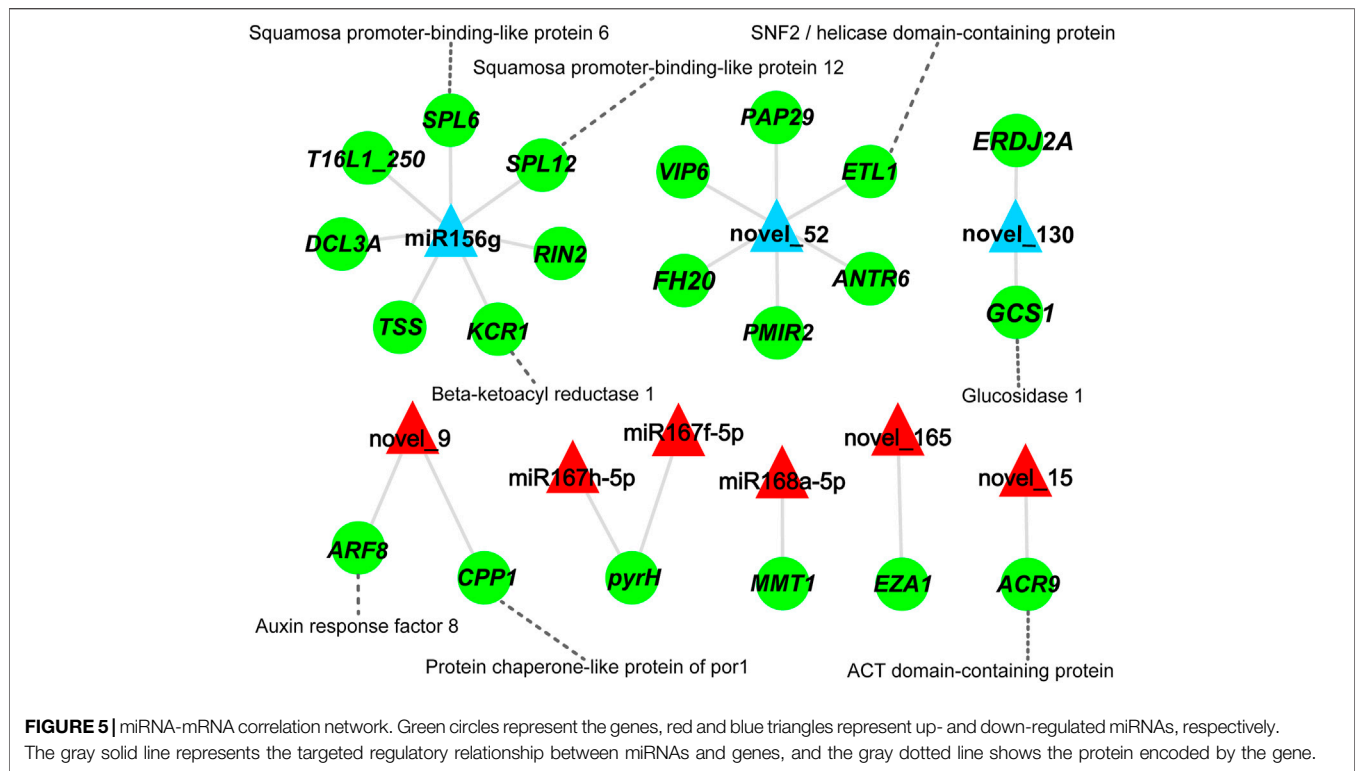 Squamosa promoter-binding-like protein 6
SNF2 / helicase domain-containing protein
Squamosa promoter-binding-like protein 12
SPL6
PAP29
ERDJ2A
T16L1_250
SPL12
VIP6
ETL1
DCL3A
miR156g
RIN2
novel_52
novel_130
FH20
ANTR6
TSS
KCR1
PMIR2
GCS1
Beta-ketoacyl reductase 1
Glucosidase 1
novel_9
miR167f-5p
novel_165
miR167h-5p
miR168a-5p
novel_15
ARF8
CPP1
pyrH
MMT1
EZA1
ACR9
Auxin response factor 8
Protein chaperone-like protein of por1
ACT domain-containing protein
FIGURE 5 | miRNA-mRNA correlation network. Green circles represent the genes, red and blue triangles represent up- and down-regulated miRNAs, respectively.
The gray solid line represents the targeted regulatory relationship between miRNAs and genes, and the gray dotted line shows the protein encoded by the gene.